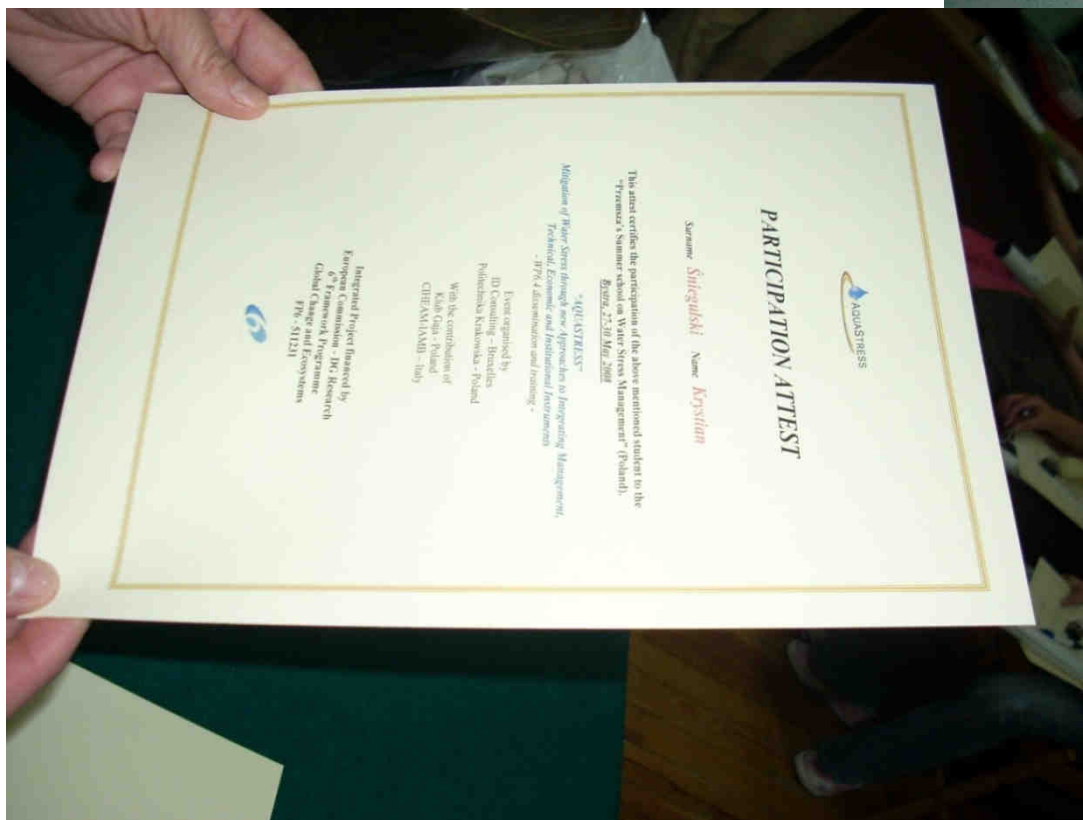 AQUASTRESS
PARTICIPATION ATTEST
Surname Śniegulski Name Krystian
This attest certifies the participation of the above mentioned student to the
"Przemsza's Summer school on Water Stress Management" (Poland).
Bystra, 27-30 May 2008
"AQUASTRESS"
Mitigation of Water Stress through new Approaches to Integrating Management,
Technical, Economic and Institutional Instruments
- WP6.4 dissemination and training -
Event organised by
ID Consulting – Bruxelles
Politechnika Krakowska - Poland
With the contribution of
Klub Gaja - Poland
CIHEAM-IAMB - Italy
Integrated Project financed by
European Commission - DG Research
6th Framework Programme
Global Change and Ecosystems
FP6 - 511231
6